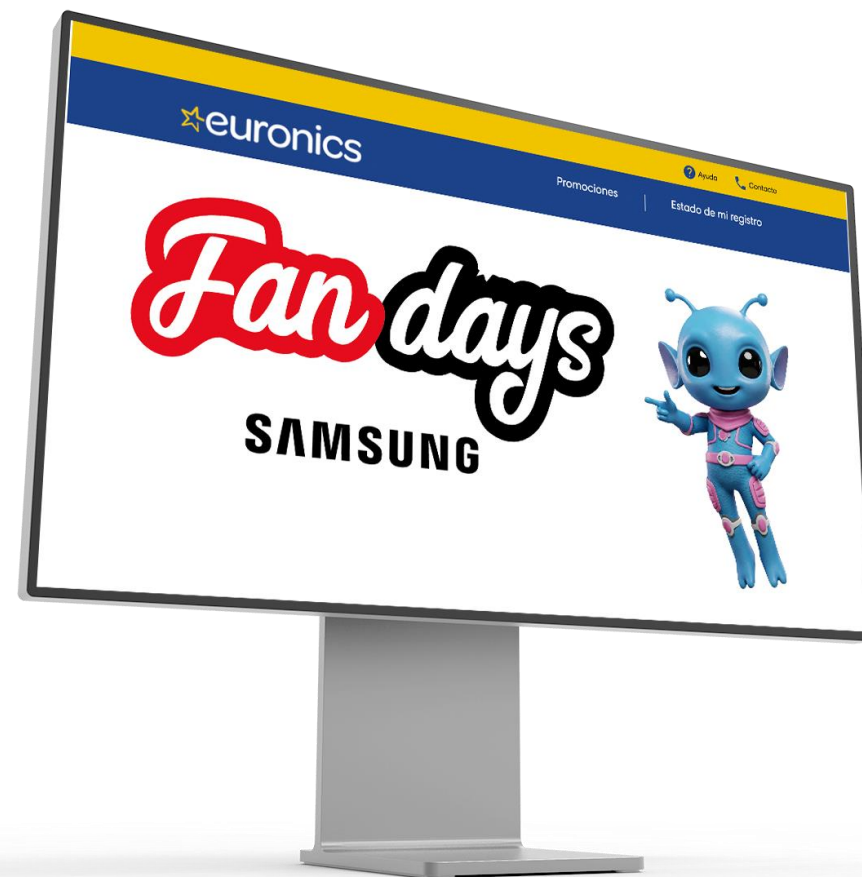 Ayuda
Contacto
euronics
Promociones
Estado de mi registro
Fan days
SAMSUNG